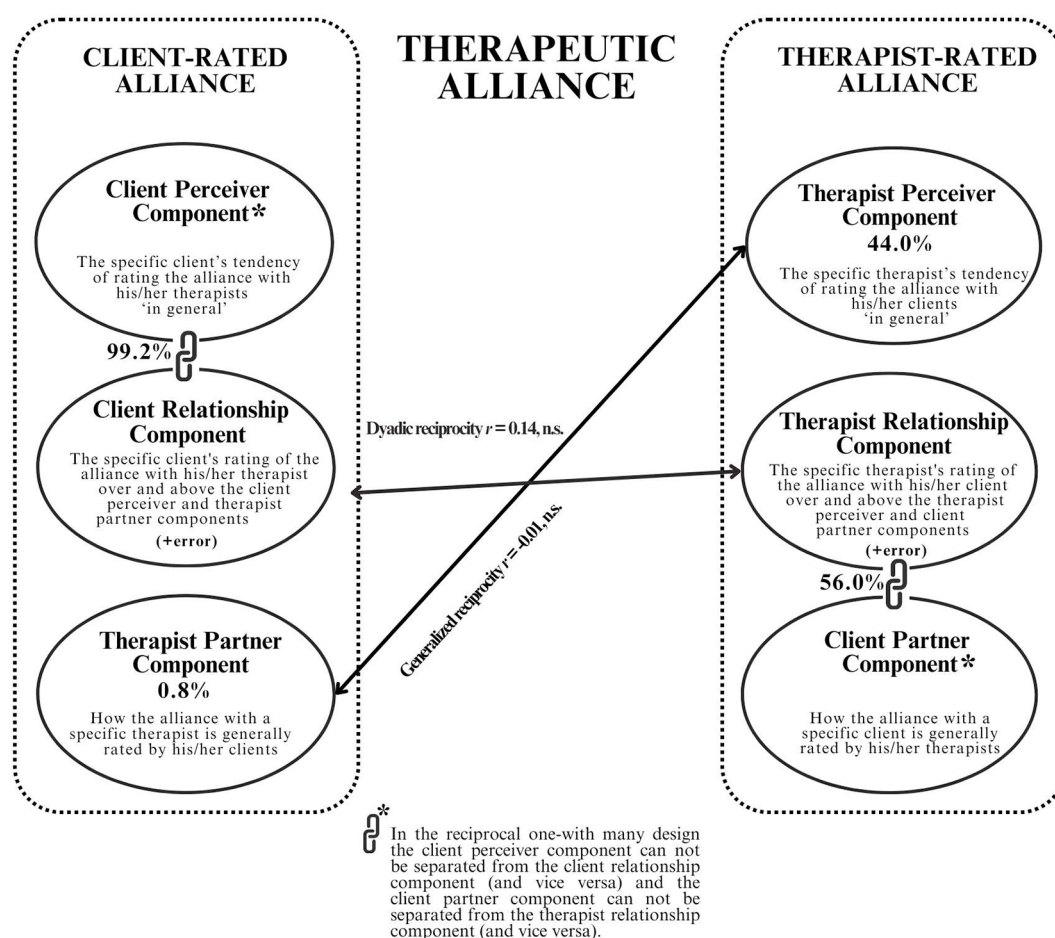 CLIENT-RATED
ALLIANCE
Client Perceiver
Component*
The specific client’s tendency
of rating the alliance with
his/her therapists
‘in general’
99.2%
Client Relationship
Component
The specific client's rating of the
alliance with his/her therapist
over and above the client
perceiver and therapist
partner components
(+error)
Therapist Partner
Component
0.8%
How the alliance with a
specific therapist is generally
rated by his/her clients
THERAPEUTIC
ALLIANCE
Dyadic reciprocity r = 0.14, n.s.
Generalized reciprocity r = -0.01, n.s.
THERAPIST-RATED
ALLIANCE
Therapist Perceiver
Component
44.0%
The specific therapist’s tendency
of rating the alliance with
his/her clients
‘in general’
Therapist Relationship
Component
The specific therapist's rating of
the alliance with his/her client
over and above the therapist
perceiver and client
partner components
(+error)
56.0%
Client Partner
Component*
How the alliance with a
specific client is generally
rated by his/her therapists
*
In the reciprocal one-with many design
the client perceiver component can not
be separated from the client relationship
component (and vice versa) and the
client partner component can not be
separated from the therapist relationship
component (and vice versa).